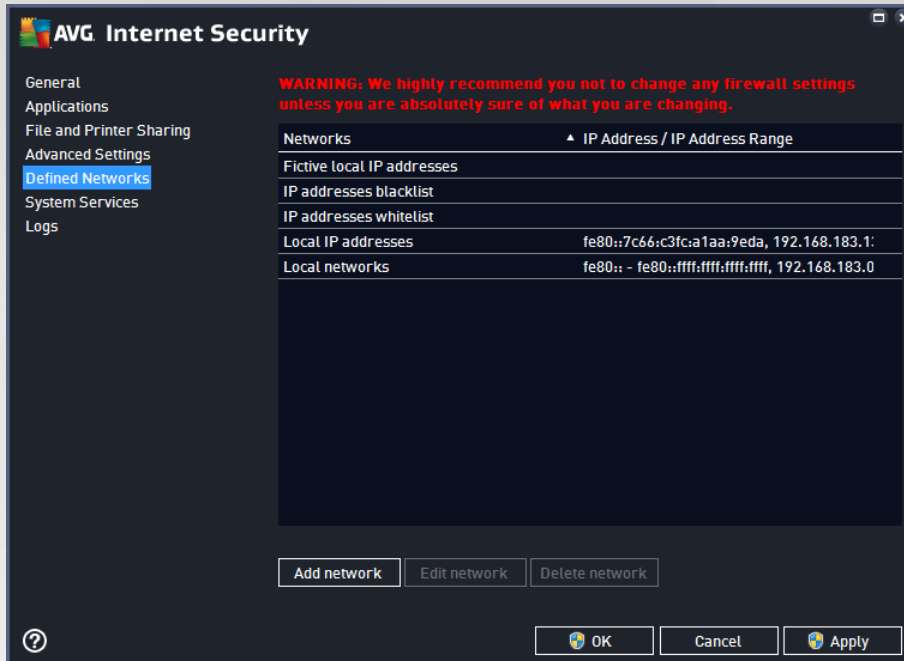 AVG Internet Security
General
Applications
File and Printer Sharing
Advanced Settings
Defined Networks
System Services
Logs
WARNING: We highly recommend you not to change any firewall settings
unless you are absolutely sure of what you are changing.
Networks IP Address / IP Address Range
Fictive local IP addresses
IP addresses blacklist
IP addresses whitelist
Local IP addresses fe80::7c66:c3fc:a1aa:9eda, 192.168.183.1
Local networks fe80:: - fe80::ffff:ffff:ffff:ffff, 192.168.183.0
Add network Edit network Delete network
? OK Cancel Apply